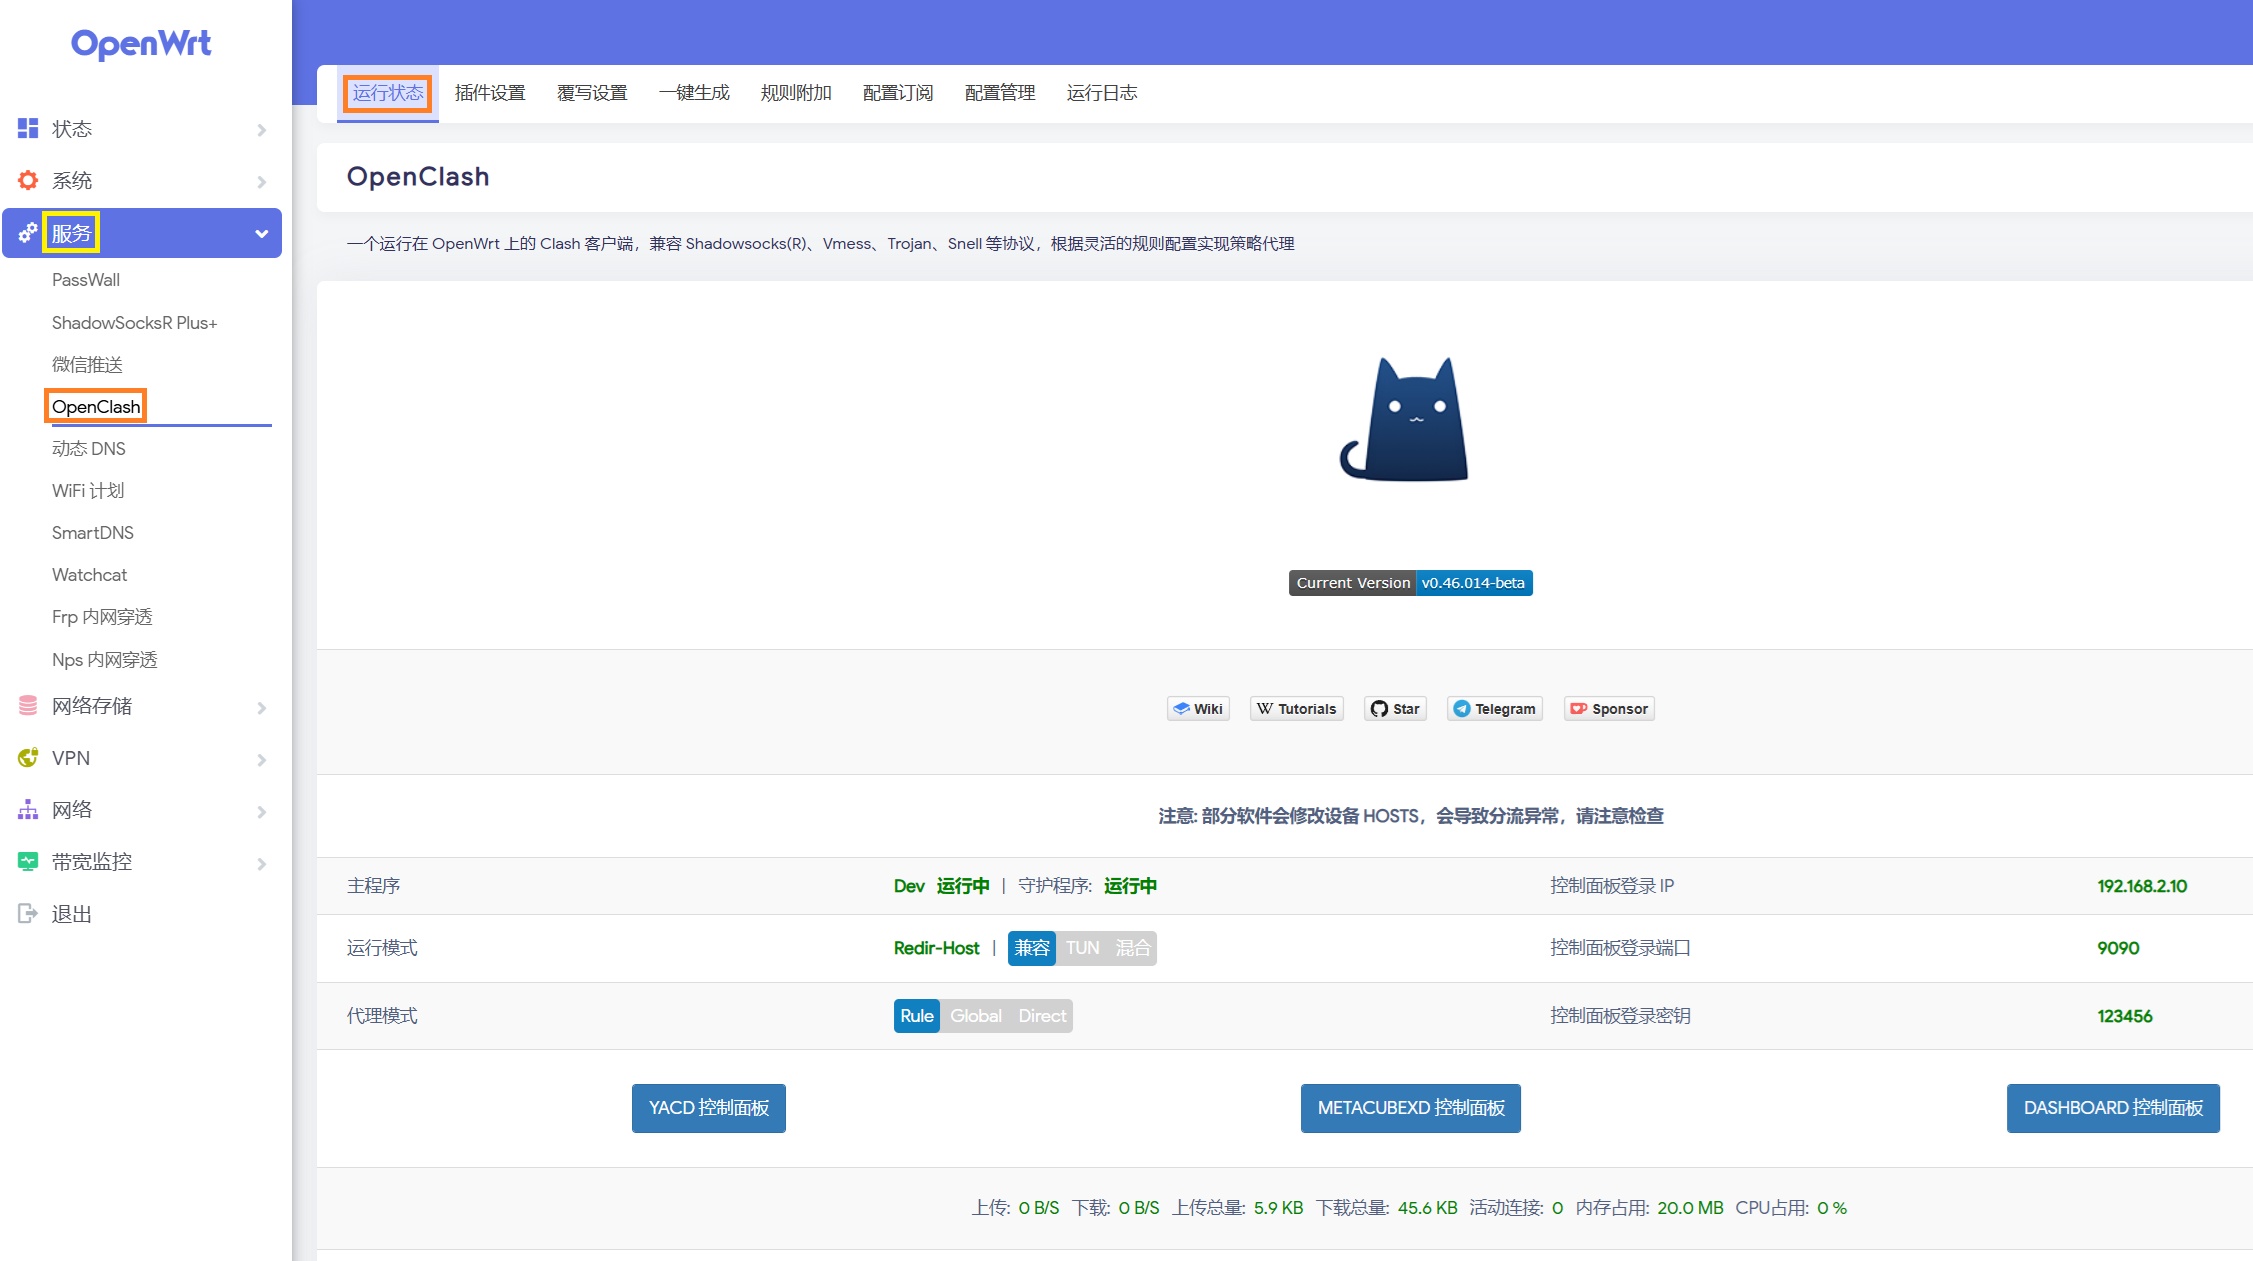 OpenWrt
状态
系统
服务
PassWall
ShadowSocksR Plus+
微信推送
OpenClash
动态 DNS
WiFi 计划
SmartDNS
Watchcat
Frp 内网穿透
Nps 内网穿透
网络存储
VPN
网络
带宽监控
退出
运行状态 插件设置 覆写设置 一键生成 规则附加 配置订阅 配置管理 运行日志
OpenClash
一个运行在 OpenWrt 上的 Clash 客户端，兼容 Shadowsocks(R)、Vmess、Trojan、Snell 等协议，根据灵活的规则配置实现策略代理
Current Version v0.46.014-beta
Wiki W Tutorials Star Telegram Sponsor
注意: 部分软件会修改设备 HOSTS，会导致分流异常，请注意检查
主程序 Dev 运行中 | 守护程序: 运行中 控制面板登录 IP 192.168.2.10
运行模式 Redir-Host | 兼容 TUN 混合 控制面板登录端口 9090
代理模式 Rule Global Direct 控制面板登录密钥 123456
YACD 控制面板 METACUBEXD 控制面板 DASHBOARD 控制面板
上传: 0 B/S 下载: 0 B/S 上传总量: 5.9 KB 下载总量: 45.6 KB 活动连接: 0 内存占用: 20.0 MB CPU占用: 0 %